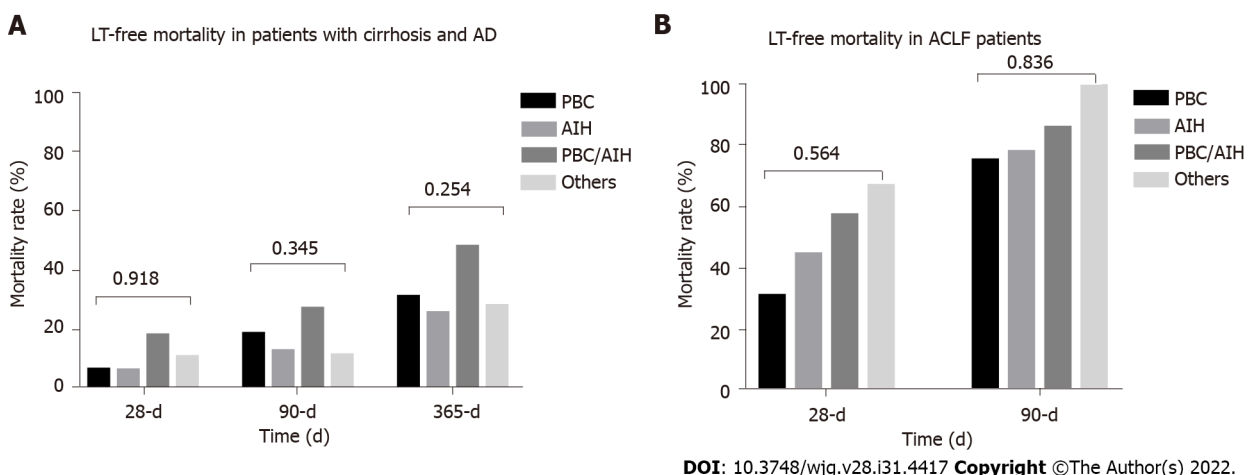 A
LT-free mortality in patients with cirrhosis and AD
Mortality rate (%)
100
80
60
40
20
0
0.918
0.345
0.254
PBC
AIH
PBC/AIH
Others
28-d
90-d
365-d
Time (d)
B
LT-free mortality in ACLF patients
Mortality rate (%)
100
80
60
40
20
0
0.564
0.836
PBC
AIH
PBC/AIH
Others
28-d
90-d
Time (d)
DOI: 10.3748/wjg.v28.i31.4417 Copyright ©The Author(s) 2022.